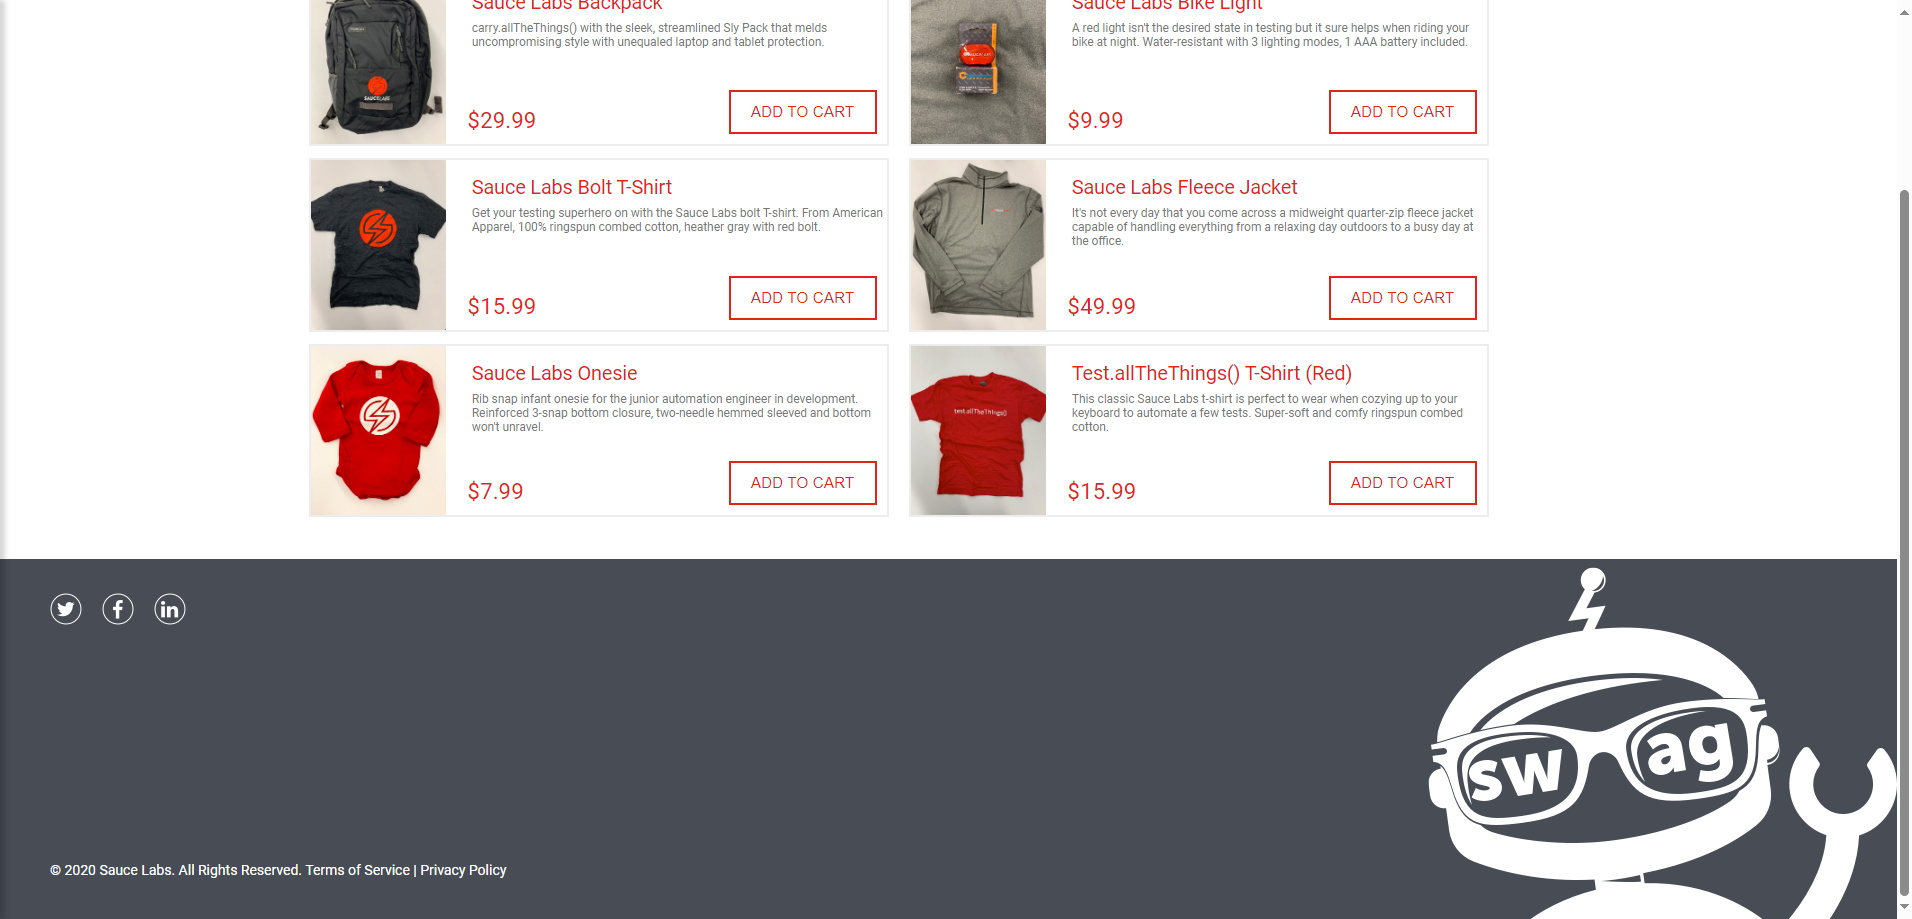 Sauce Labs Backpack
carry.allTheThings() with the sleek, streamlined Sly Pack that melds
uncompromising style with unequaled laptop and tablet protection.
SAUCELABS
$29.99
ADD TO CART
Sauce Labs Bike Light
A red light isn't the desired state in testing but it sure helps when riding your
bike at night. Water-resistant with 3 lighting modes, 1 AAA battery included.
$9.99
ADD TO CART
Sauce Labs Bolt T-Shirt
Get your testing superhero on with the Sauce Labs bolt T-shirt. From American
Apparel, 100% ringspun combed cotton, heather gray with red bolt.
$15.99
ADD TO CART
Sauce Labs Fleece Jacket
It's not every day that you come across a midweight quarter-zip fleece jacket
capable of handling everything from a relaxing day outdoors to a busy day at
the office.
$49.99
ADD TO CART
Sauce Labs Onesie
Rib snap infant onesie for the junior automation engineer in development.
Reinforced 3-snap bottom closure, two-needle hemmed sleeved and bottom
won't unravel.
$7.99
ADD TO CART
Test.allTheThings() T-Shirt (Red)
This classic Sauce Labs t-shirt is perfect to wear when cozying up to your
keyboard to automate a few tests. Super-soft and comfy ringspun combed
cotton.
test.allTheThings()
$15.99
ADD TO CART
sw ag
© 2020 Sauce Labs. All Rights Reserved. Terms of Service | Privacy Policy